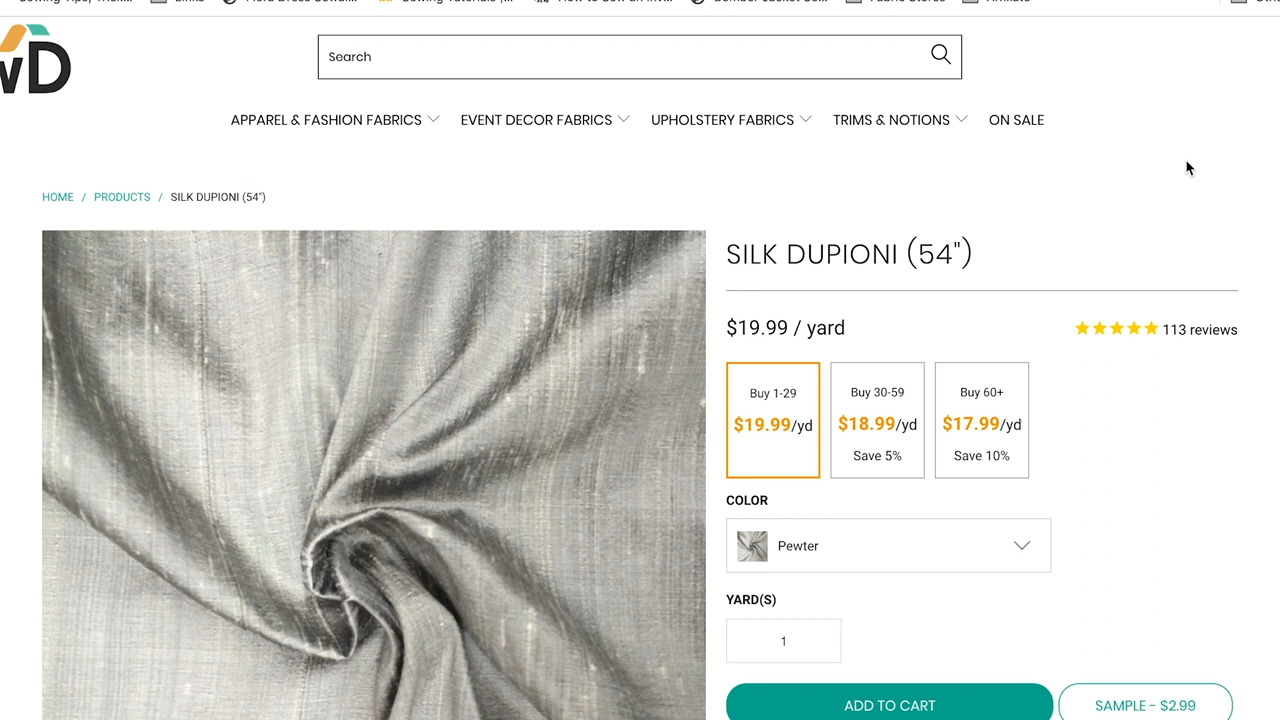 wD
Search
APPAREL & FASHION FABRICS EVENT DECOR FABRICS UPHOLSTERY FABRICS TRIMS & NOTIONS ON SALE
HOME / PRODUCTS / SILK DUPIONI (54")
SILK DUPIONI (54")
$19.99 / yard
113 reviews
Buy 1-29
$19.99/yd
Buy 30-59
$18.99/yd
Save 5%
Buy 60+
$17.99/yd
Save 10%
COLOR
Pewter
YARD(S)
1
ADD TO CART
SAMPLE - $2.99